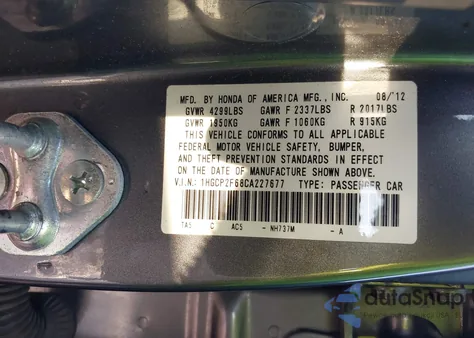 MFD. BY HONDA OF AMERICA MFG., INC. 08/12
GVWR 4299LBS GAWR F 2337LBS R 2017LBS
GVWR 1950KG GAWR F 1060KG R 915KG
THIS VEHICLE CONFORMS TO ALL APPLICABLE
FEDERAL MOTOR VEHICLE SAFETY, BUMPER,
AND THEFT PREVENTION STANDARDS IN EFFECT
ON THE DATE OF MANUFACTURE SHOWN ABOVE.
V.I.N.: 1HGCP2F68CA227677 TYPE: PASSENGER CAR
TA5 C AC5 NH737M - A
dutaSnap